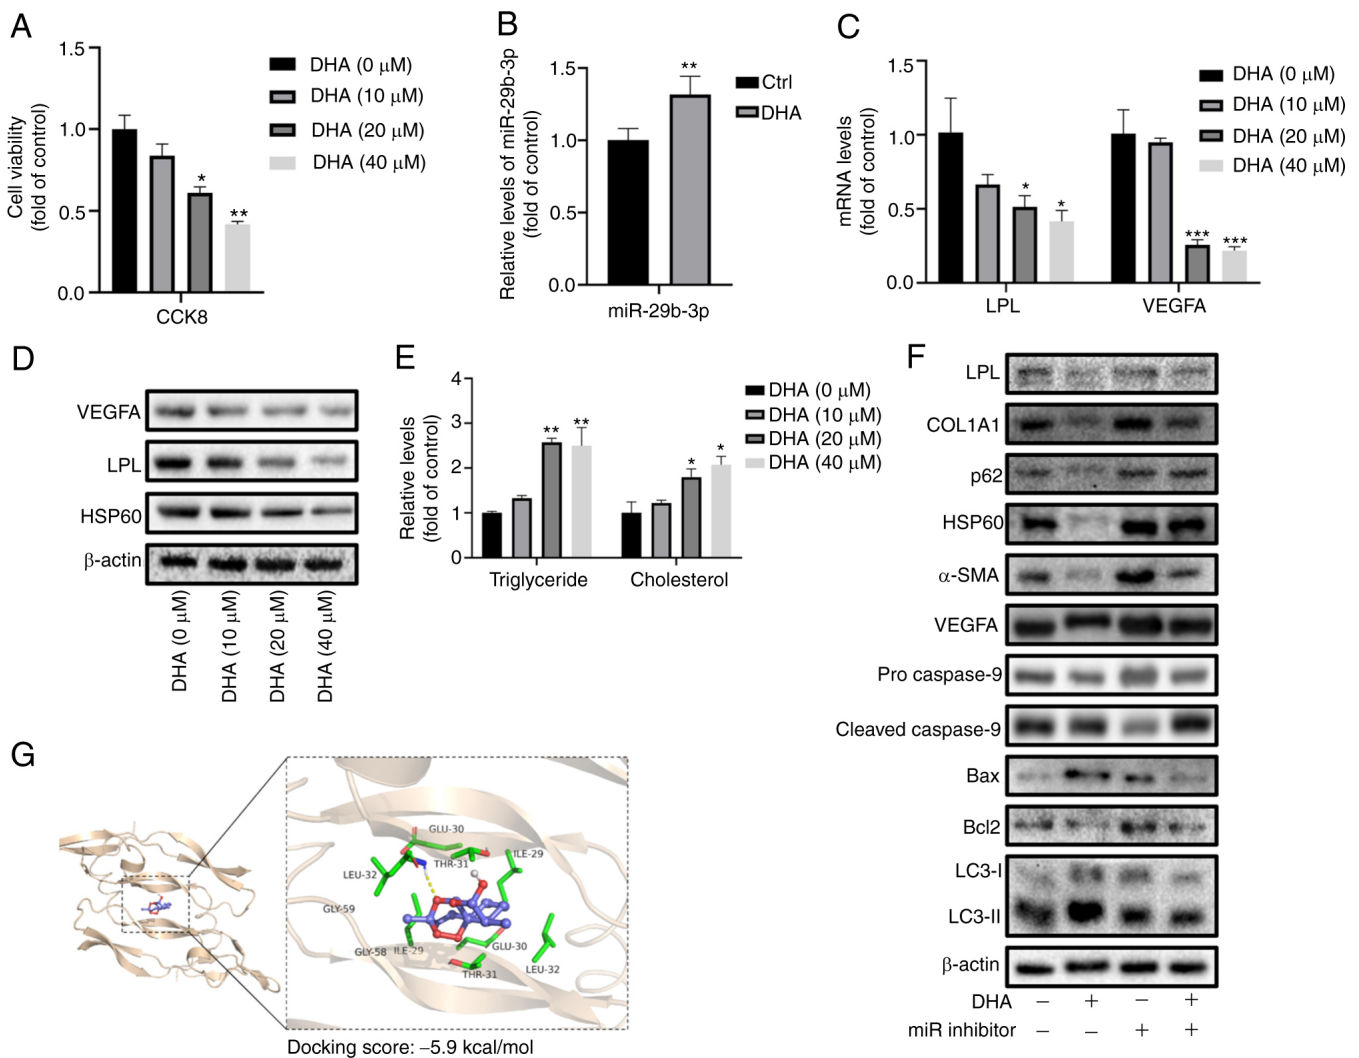 A
1.5
1.0
0.5
0.0
Cell viability
(fold of control)
CCK8
DHA (0 μM)
DHA (10 μM)
DHA (20 μM)
DHA (40 μM)
*
**
B
1.5
1.0
0.5
0.0
Relative levels of miR-29b-3p
(fold of control)
**
miR-29b-3p
Ctrl
DHA
C
1.5
1.0
0.5
0.0
mRNA levels
(fold of control)
*
*
***
***
LPL
VEGFA
DHA (0 μM)
DHA (10 μM)
DHA (20 μM)
DHA (40 μM)
D
VEGFA
LPL
HSP60
β-actin
DHA (0 μM)
DHA (10 μM)
DHA (20 μM)
DHA (40 μM)
E
4
3
2
1
0
Relative levels
(fold of control)
**
**
*
*
Triglyceride
Cholesterol
DHA (0 μM)
DHA (10 μM)
DHA (20 μM)
DHA (40 μM)
F
LPL
COL1A1
p62
HSP60
α-SMA
VEGFA
Pro caspase-9
Cleaved caspase-9
Bax
Bcl2
LC3-I
LC3-II
β-actin
DHA − + − +
miR inhibitor − − + +
G
GLU-30
THR-31
ILE-29
LEU-32
GLY-59
GLY-58
ILE-29
GLU-30
THR-31
LEU-32
Docking score: −5.9 kcal/mol